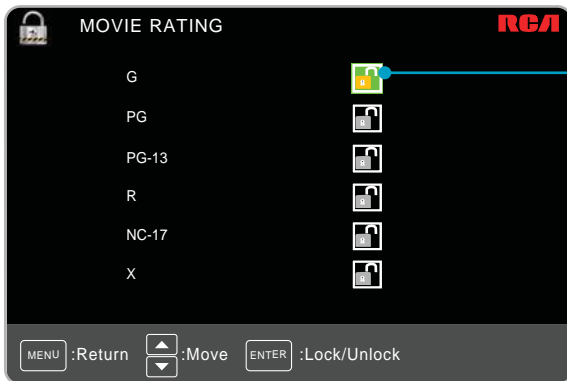 MOVIE RATING RCA
G
PG
PG-13
R
NC-17
X
MENU :Return :Move ENTER :Lock/Unlock